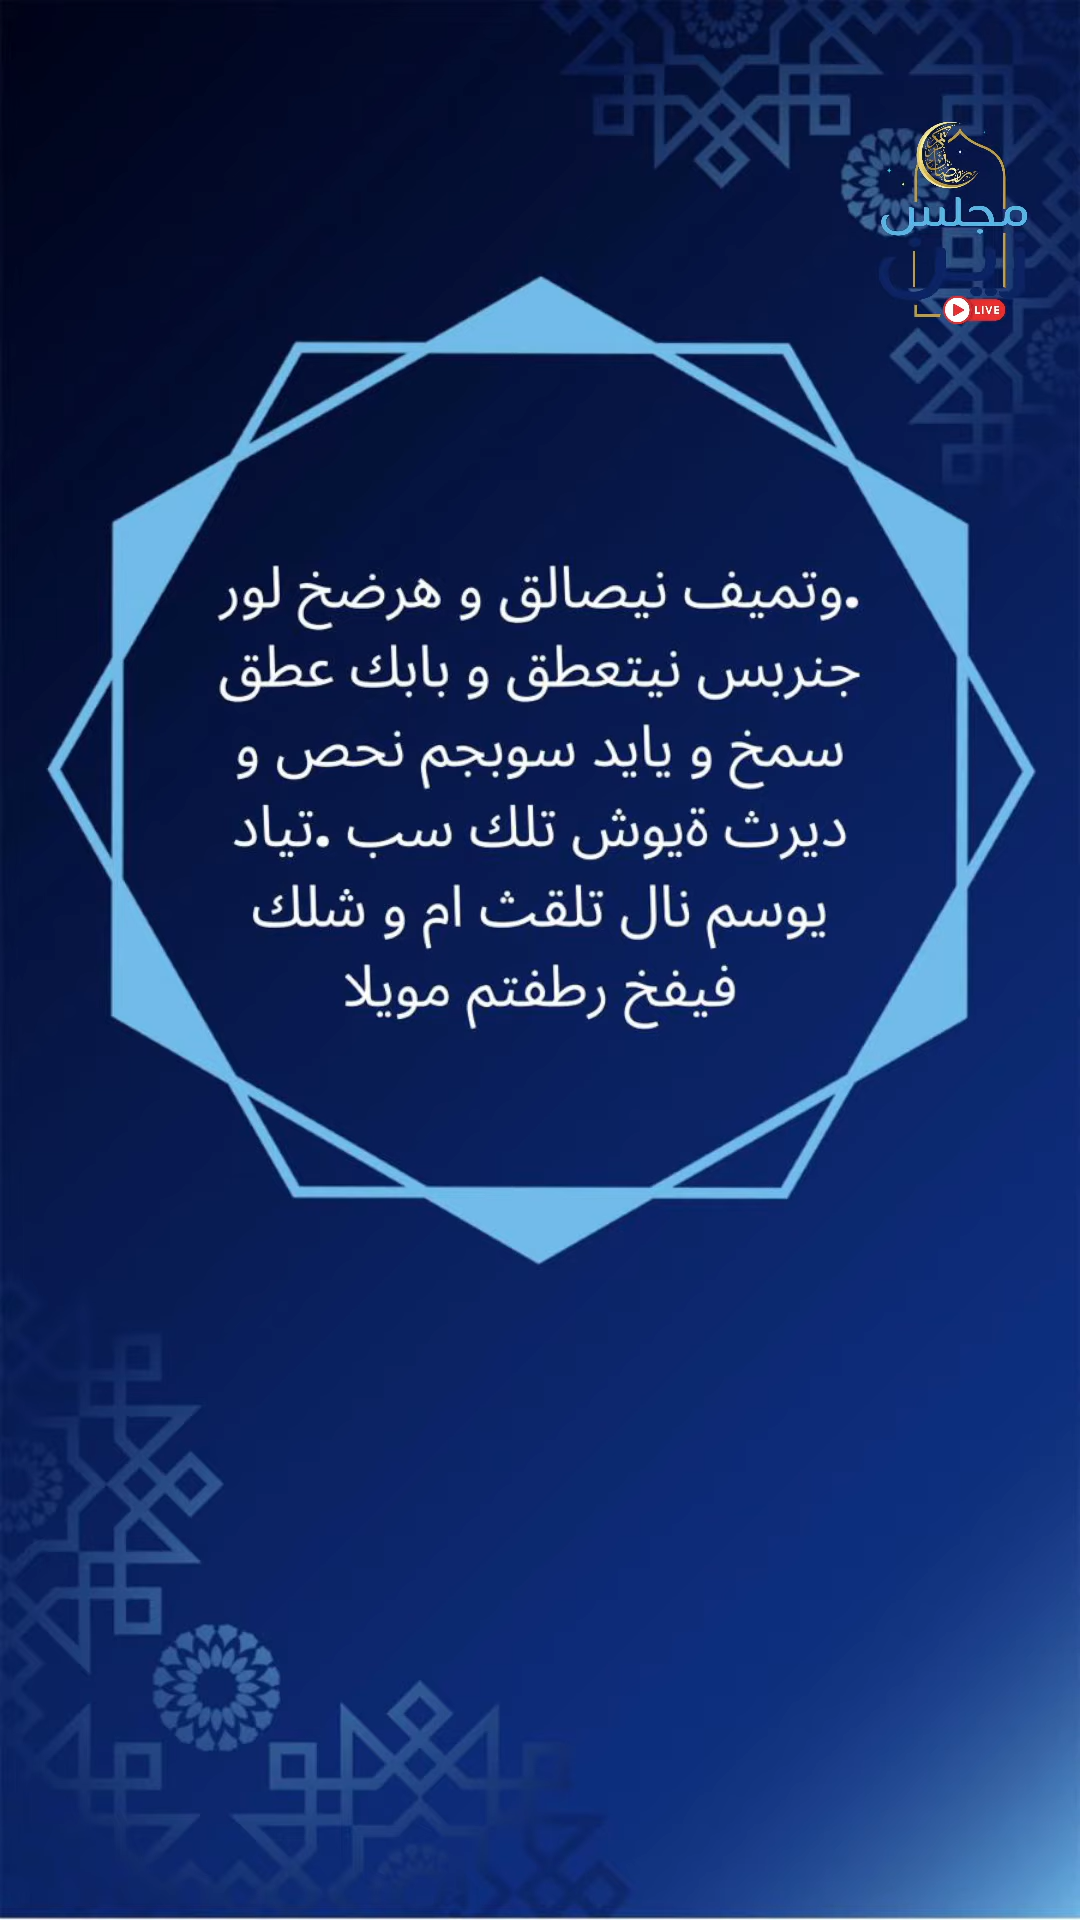 مجلس
زين
LIVE
.وتميف نيصالق و هرضخ لور
جنربس نيتعطق و بابك عطق
سمخ و يايد سوبجم نحص و
ديرث ةيوش تلك سب .تياد
يوسم نال تلقث ام و شلك
فيفخ رطفتم مويلا